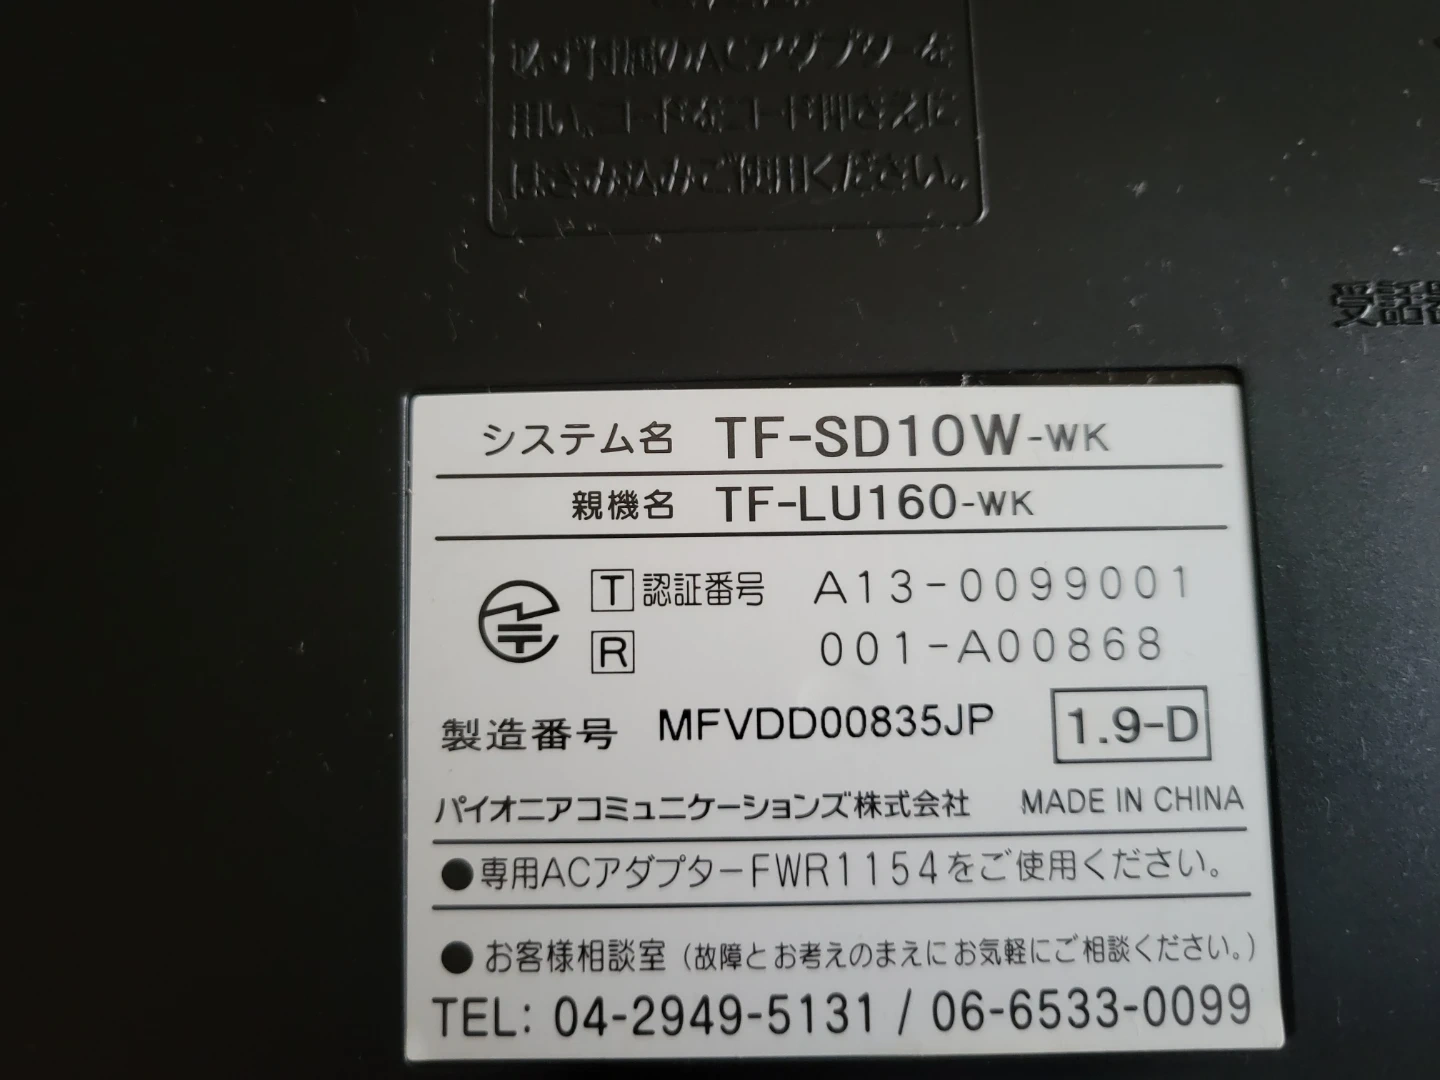 必ず付属のACアダプターを
用い、コードをコード押さえに
はさみ込みご使用ください。
受話
システム名 TF-SD10W-WK
親機名 TF-LU160-WK
T 認証番号 A13-0099001
R 001-A00868
製造番号 MFVDD00835JP 1.9-D
パイオニアコミュニケーションズ株式会社 MADE IN CHINA
●専用ACアダプターFWR1154をご使用ください。
●お客様相談室（故障とお考えのまえにお気軽にご相談ください。）
TEL: 04-2949-5131 / 06-6533-0099